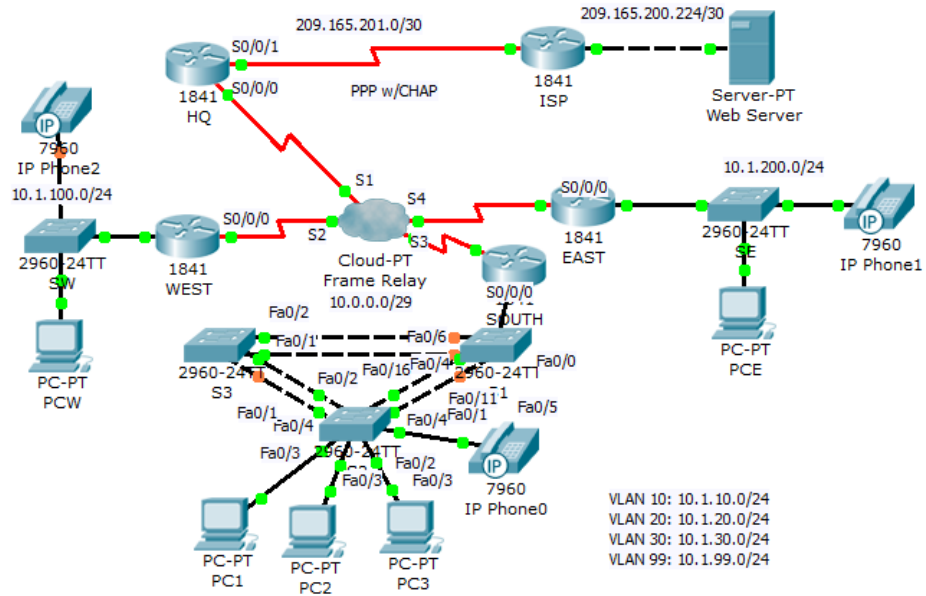 209.165.200.224/30
209.165.201.0/30
S0/0/1
1841
ISP
Server-PT
Web Server
PPP w/CHAP
S0/0/0
1841
HQ
7960
IP Phone2
10.1.100.0/24
S1
10.1.200.0/24
S0/0/0
S4
S0/0/0
S2
S3
2960-24TT
SW
1841
WEST
Cloud-PT
Frame Relay
10.0.0.0/29
1841
EAST
2960-24TT
SE
7960
IP Phone1
S0/0/0
SOUTH
PC-PT
PCW
PC-PT
PCE
Fa0/2
Fa0/1
Fa0/6
Fa0/0
2960-24TT
S3
Fa0/2
Fa0/16
Fa0/4
2960-24TT
Fa0/1
Fa0/4
Fa0/11
Fa0/4
Fa0/1
Fa0/5
Fa0/3
2960-24TT
Fa0/2
Fa0/3
Fa0/3
7960
IP Phone0
PC-PT
PC1
PC-PT
PC2
PC-PT
PC3
VLAN 10: 10.1.10.0/24
VLAN 20: 10.1.20.0/24
VLAN 30: 10.1.30.0/24
VLAN 99: 10.1.99.0/24